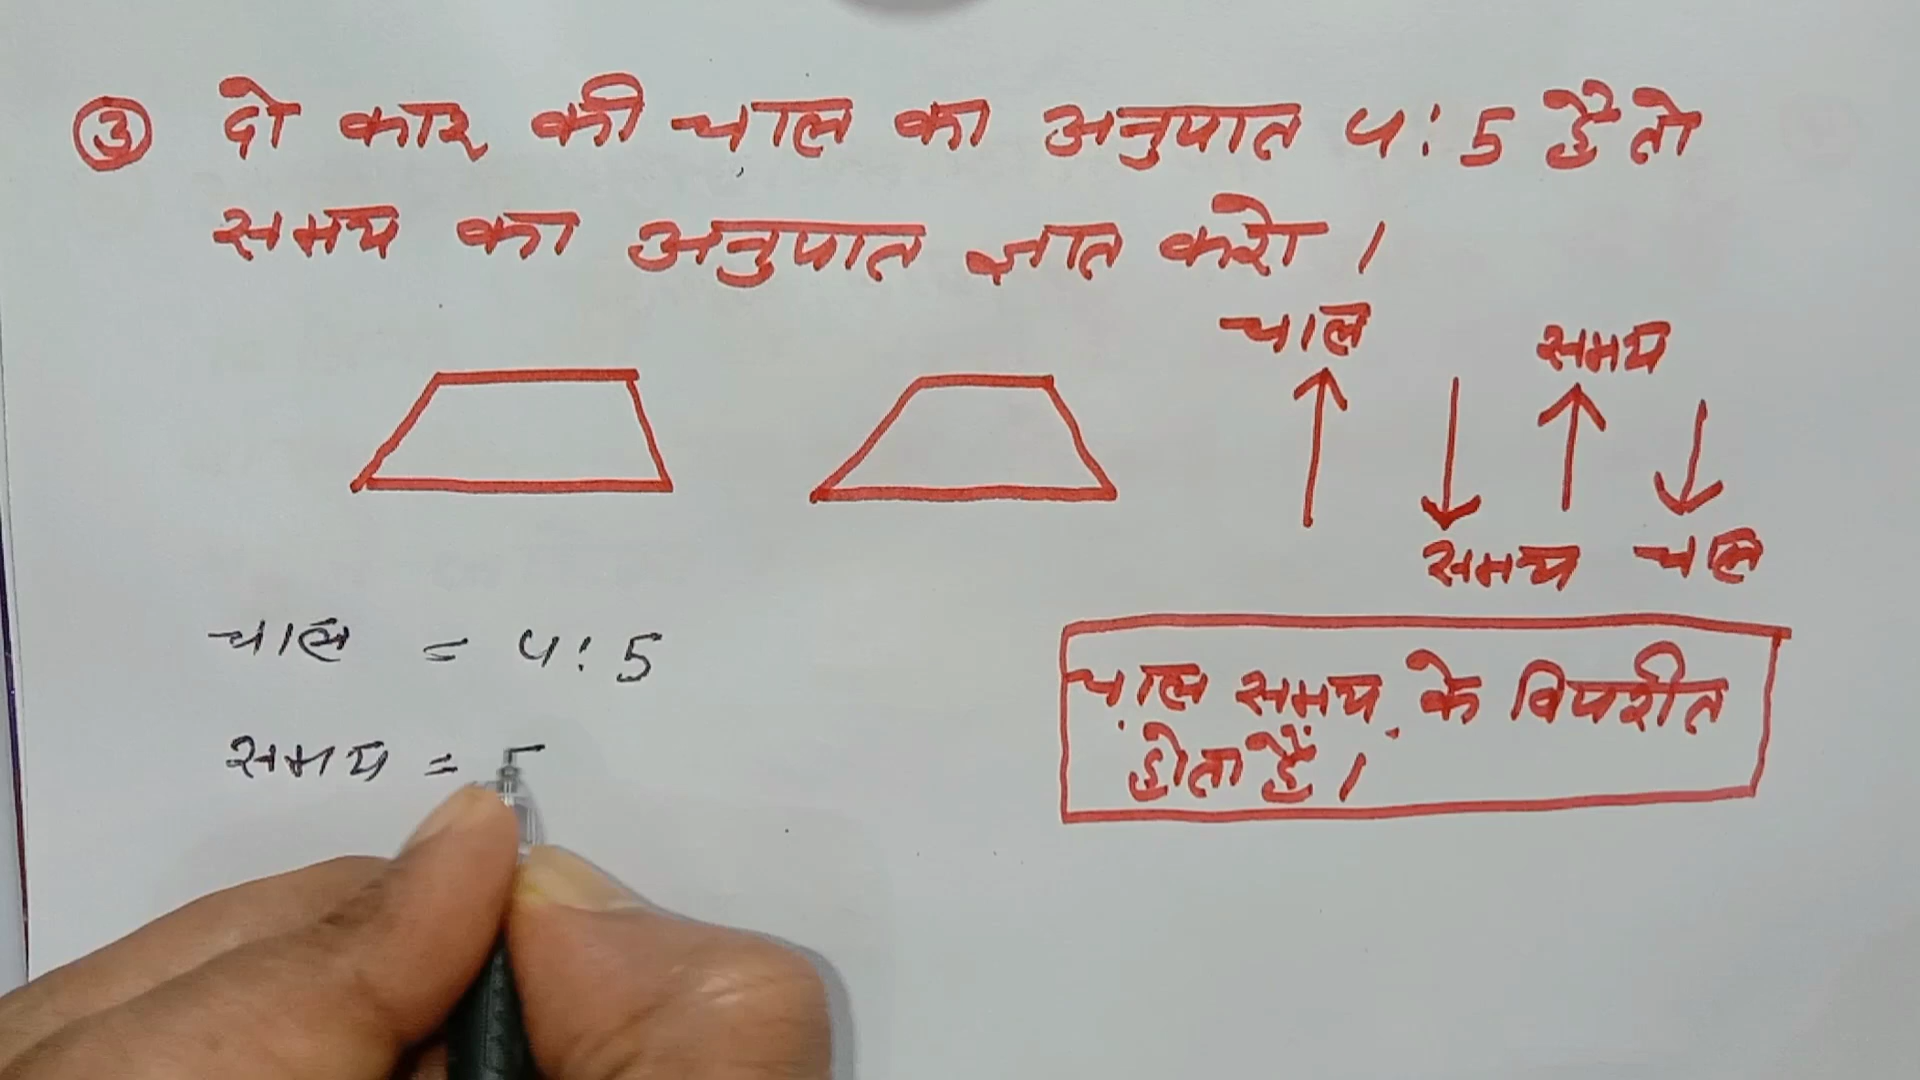 ③ दो कार की चाल का अनुपात 4:5 है तो
समय का अनुपात ज्ञात करो।
चाल
समय
समय चाल
चाल = 4:5
समय = 5
चाल समय के विपरीत
होता है।